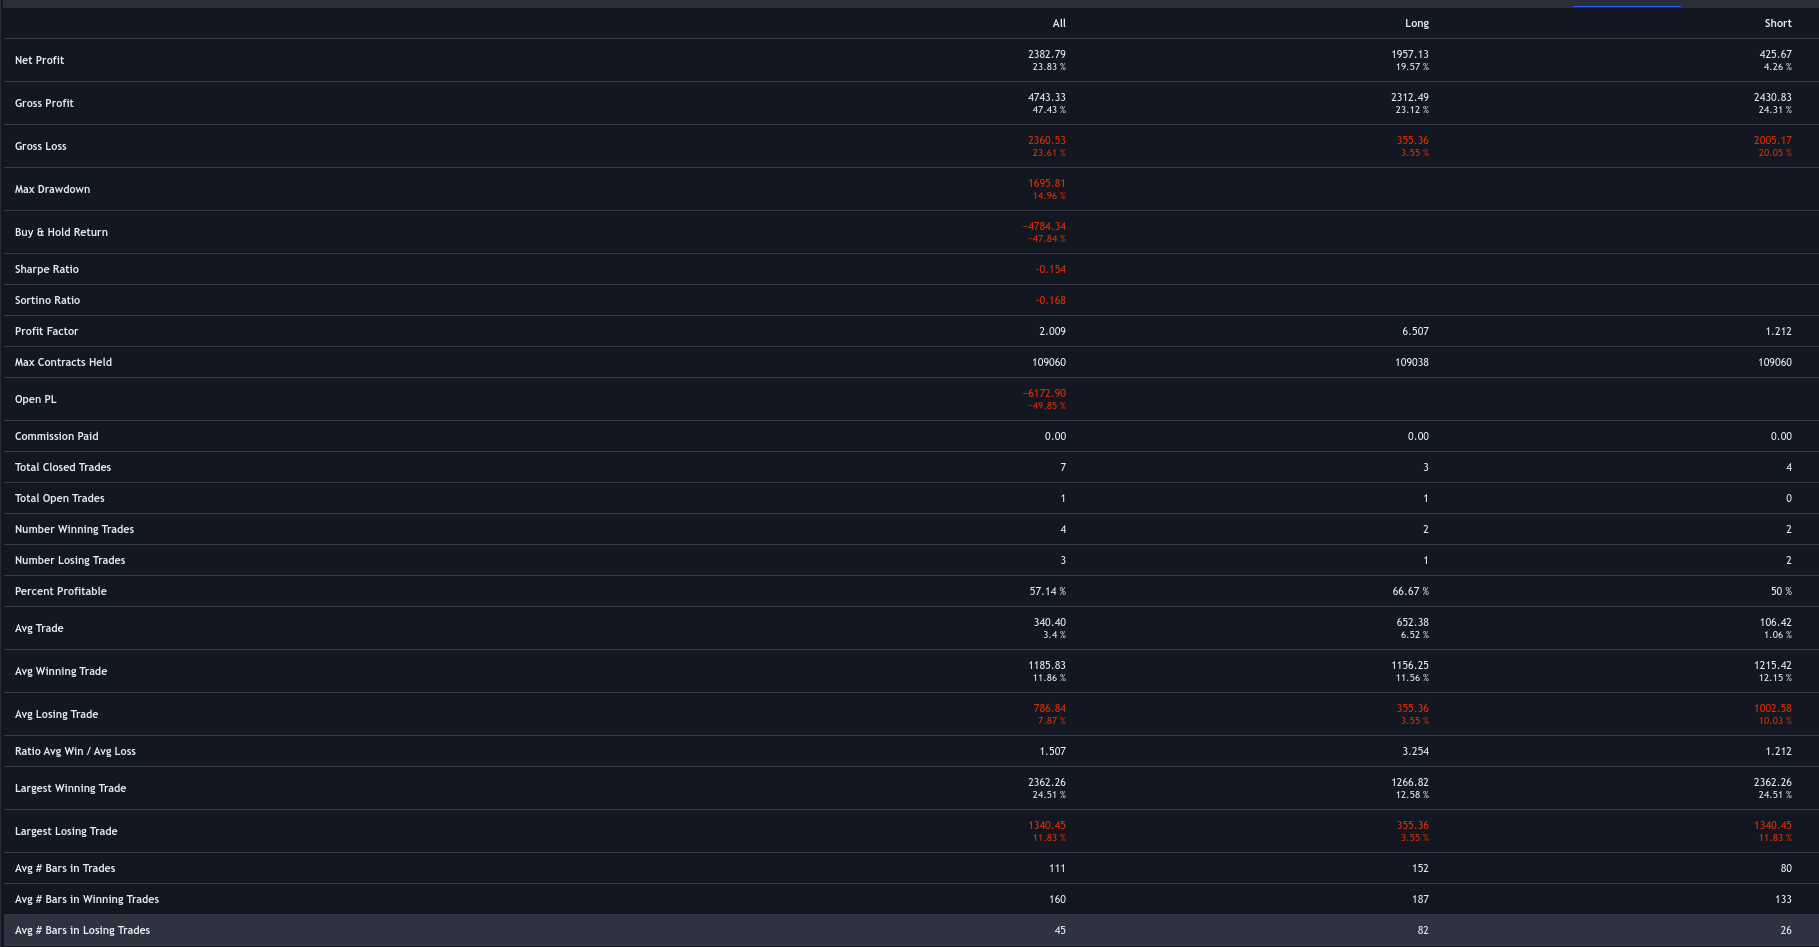 All Long Short
Net Profit 2382.79 1957.13 425.67
23.83 % 19.57 % 4.26 %
Gross Profit 4743.33 2312.49 2430.83
47.43 % 23.12 % 24.31 %
Gross Loss 2360.53 355.36 2005.17
23.61 % 3.55 % 20.05 %
Max Drawdown 1695.81
14.96 %
Buy & Hold Return −4784.34
−47.84 %
Sharpe Ratio -0.154
Sortino Ratio -0.168
Profit Factor 2.009 6.507 1.212
Max Contracts Held 109060 109038 109060
Open PL −6172.90
−49.85 %
Commission Paid 0.00 0.00 0.00
Total Closed Trades 7 3 4
Total Open Trades 1 1 0
Number Winning Trades 4 2 2
Number Losing Trades 3 1 2
Percent Profitable 57.14 % 66.67 % 50 %
Avg Trade 340.40 652.38 106.42
3.4 % 6.52 % 1.06 %
Avg Winning Trade 1185.83 1156.25 1215.42
11.86 % 11.56 % 12.15 %
Avg Losing Trade 786.84 355.36 1002.58
7.87 % 3.55 % 10.03 %
Ratio Avg Win / Avg Loss 1.507 3.254 1.212
Largest Winning Trade 2362.26 1266.82 2362.26
24.51 % 12.58 % 24.51 %
Largest Losing Trade 1340.45 355.36 1340.45
11.83 % 3.55 % 11.83 %
Avg # Bars in Trades 111 152 80
Avg # Bars in Winning Trades 160 187 133
Avg # Bars in Losing Trades 45 82 26